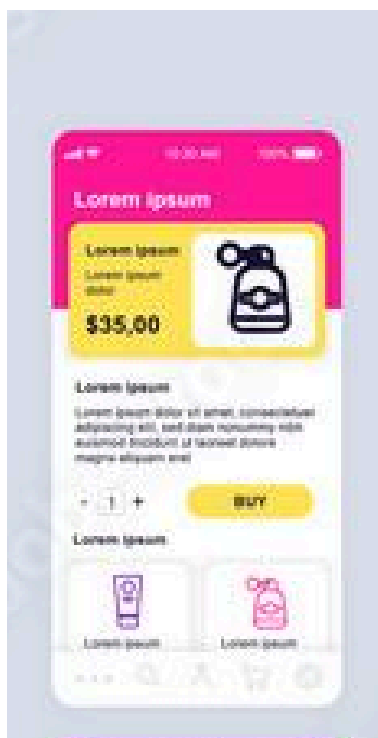 10:30 AM 100%
Lorem ipsum
Lorem ipsum
Lorem ipsum
dolor
$35,00
Lorem ipsum
Lorem ipsum dolor sit amet, consectetuer
adipiscing elit, sed diam nonummy nibh
euismod tincidunt ut laoreet dolore
magna aliquam erat
- 1 + BUY
Lorem ipsum
Lorem ipsum Lorem ipsum